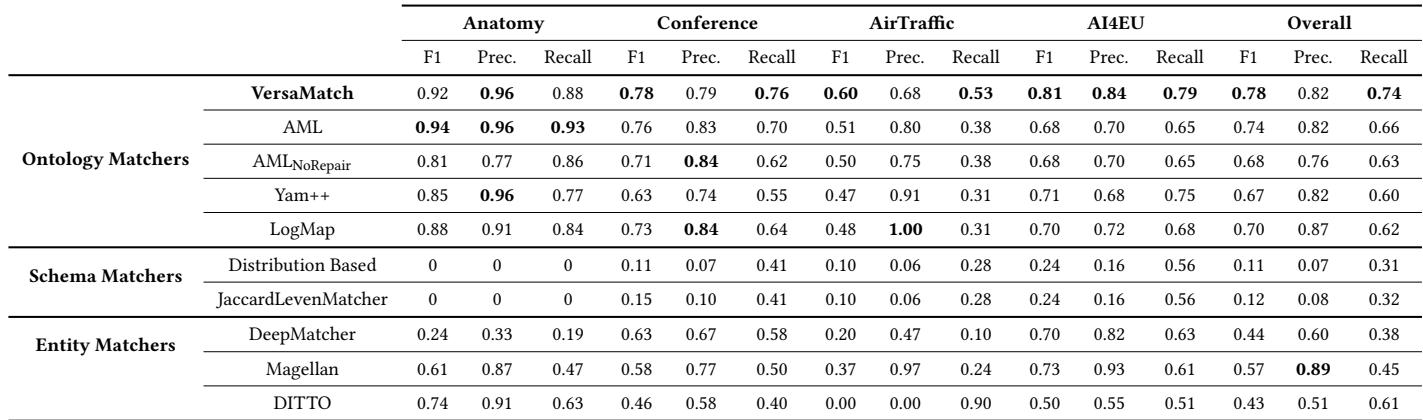 Anatomy Conference AirTraffic AI4EU Overall
F1 Prec. Recall F1 Prec. Recall F1 Prec. Recall F1 Prec. Recall F1 Prec. Recall
Ontology Matchers
VersaMatch 0.92 0.96 0.88 0.78 0.79 0.76 0.60 0.68 0.53 0.81 0.84 0.79 0.78 0.82 0.74
AML 0.94 0.96 0.93 0.76 0.83 0.70 0.51 0.80 0.38 0.68 0.70 0.65 0.74 0.82 0.66
AMLNoRepair 0.81 0.77 0.86 0.71 0.84 0.62 0.50 0.75 0.38 0.68 0.70 0.65 0.68 0.76 0.63
Yam++ 0.85 0.96 0.77 0.63 0.74 0.55 0.47 0.91 0.31 0.71 0.68 0.75 0.67 0.82 0.60
LogMap 0.88 0.91 0.84 0.73 0.84 0.64 0.48 1.00 0.31 0.70 0.72 0.68 0.70 0.87 0.62
Schema Matchers
Distribution Based 0 0 0 0.11 0.07 0.41 0.10 0.06 0.28 0.24 0.16 0.56 0.11 0.07 0.31
JaccardLevenMatcher 0 0 0 0.15 0.10 0.41 0.10 0.06 0.28 0.24 0.16 0.56 0.12 0.08 0.32
Entity Matchers
DeepMatcher 0.24 0.33 0.19 0.63 0.67 0.58 0.20 0.47 0.10 0.70 0.82 0.63 0.44 0.60 0.38
Magellan 0.61 0.87 0.47 0.58 0.77 0.50 0.37 0.97 0.24 0.73 0.93 0.61 0.57 0.89 0.45
DITTO 0.74 0.91 0.63 0.46 0.58 0.40 0.00 0.00 0.90 0.50 0.55 0.51 0.43 0.51 0.61